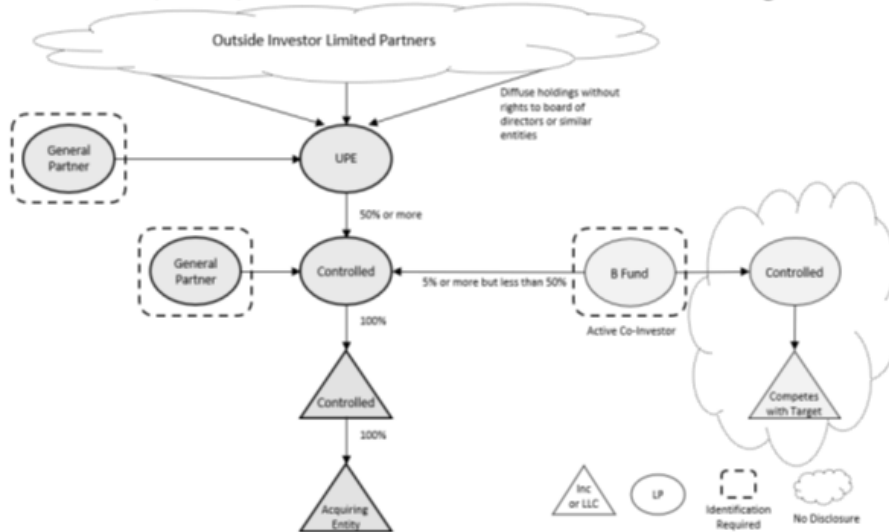 Outside Investor Limited Partners
Diffuse holdings without
rights to board of
directors or similar
entities
General
Partner
UPE
50% or more
General
Partner
Controlled
5% or more but less than 50%
B Fund
Controlled
Active Co-Investor
100%
Controlled
Competes
with Target
100%
Acquiring
Entity
Inc
or LLC
LP
Identification
Required
No Disclosure